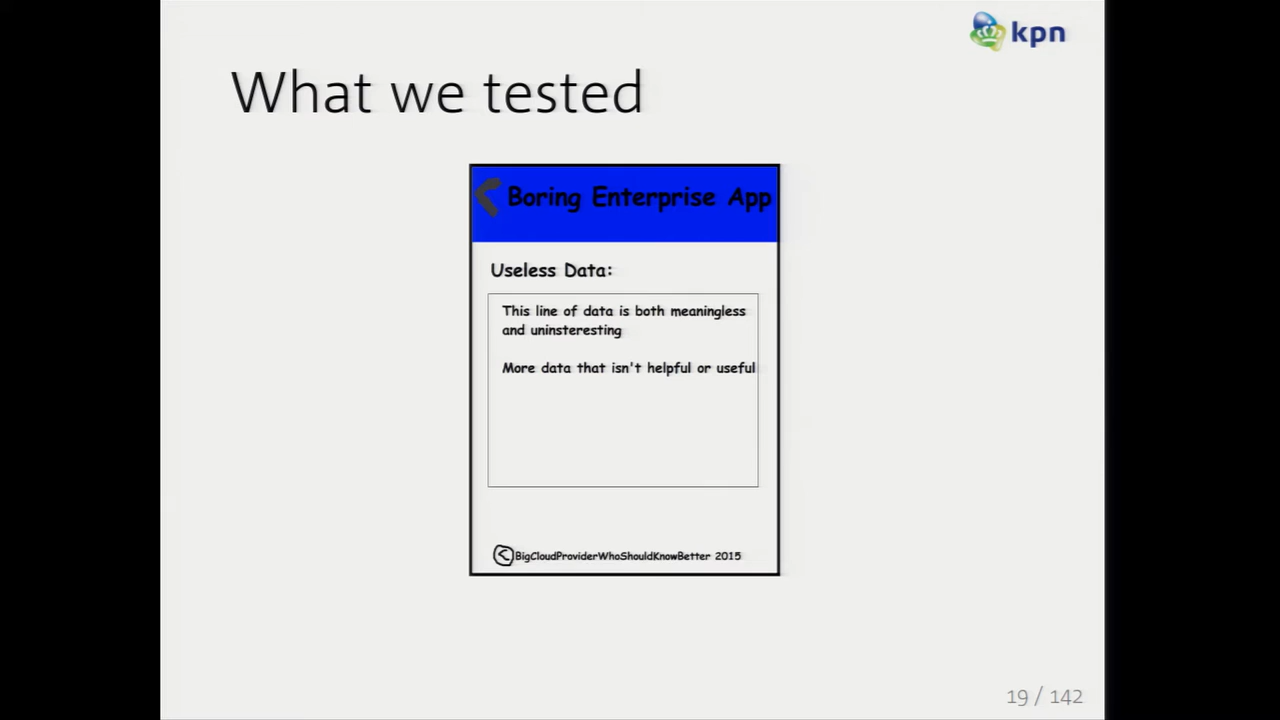 kpn
What we tested
Boring Enterprise App
Useless Data:
This line of data is both meaningless
and uninsteresting
More data that isn't helpful or useful
BigCloudProviderWhoShouldKnowBetter 2015
19 / 142